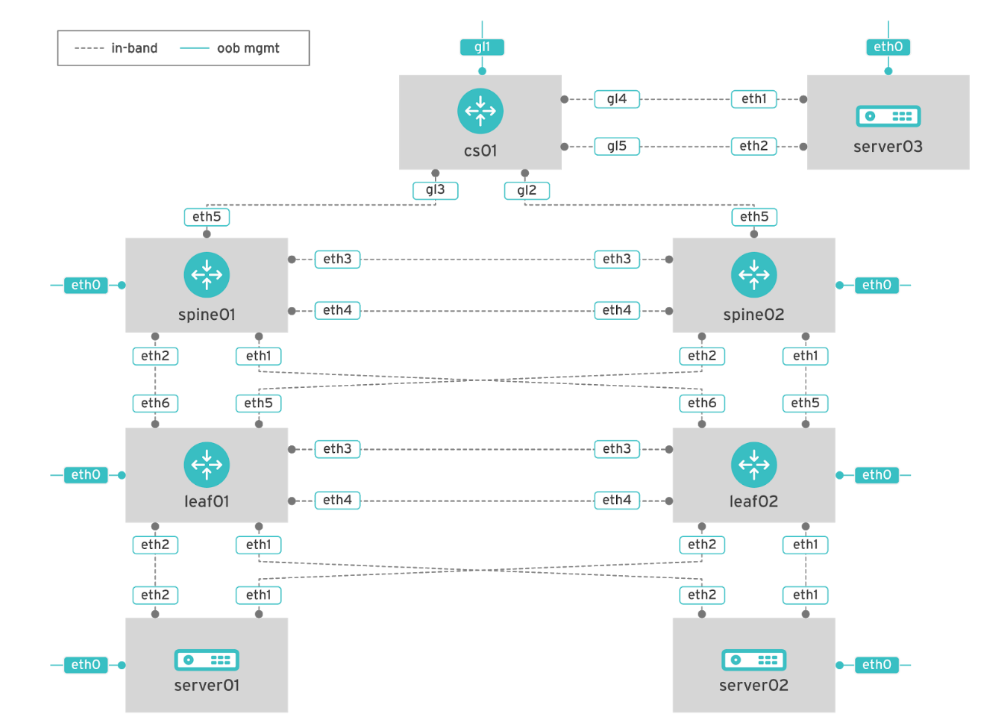 in-band
oob mgmt
gI1
eth0
gI4
eth1
cs01
gI5
eth2
server03
gI3
gI2
eth5
eth5
eth3
eth3
eth0
eth0
spine01
eth4
eth4
spine02
eth2
eth1
eth2
eth1
eth6
eth5
eth6
eth5
eth3
eth3
eth0
eth0
leaf01
eth4
eth4
leaf02
eth2
eth1
eth2
eth1
eth2
eth1
eth2
eth1
eth0
eth0
server01
server02